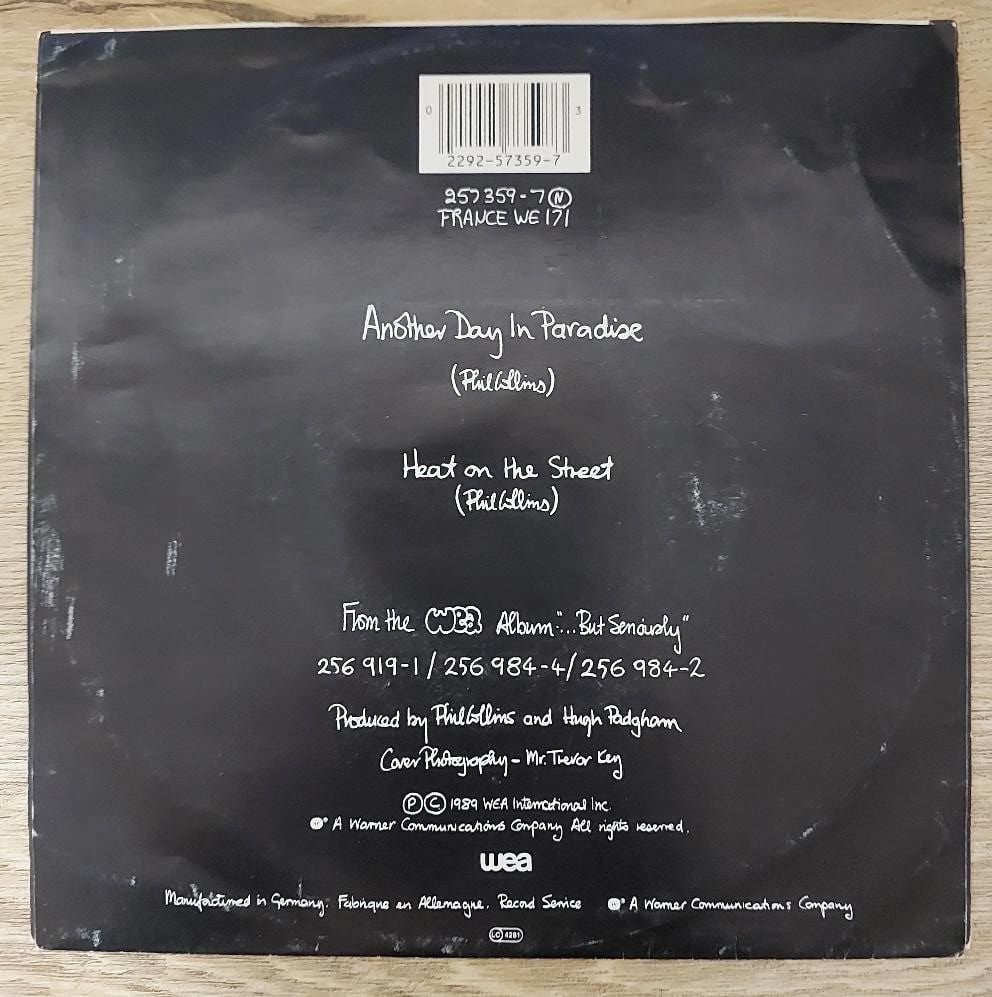 0 3
2292-57359-7
257 359-7 N
FRANCE WE 171
Another Day In Paradise
(Phil Collins)
Heat on the Street
(Phil Collins)
From the wea Album "...But Seriously"
256 919-1 / 256 984-4 / 256 984-2
Produced by Phil Collins and Hugh Padgham
Cover Photography - Mr. Trevor Key
Ⓟ Ⓒ 1989 WEA International Inc.
A Warner Communications Company All rights reserved.
wea
Manufactured in Germany. Fabriqué en Allemagne. Record Service A Warner Communications Company
LC 4281